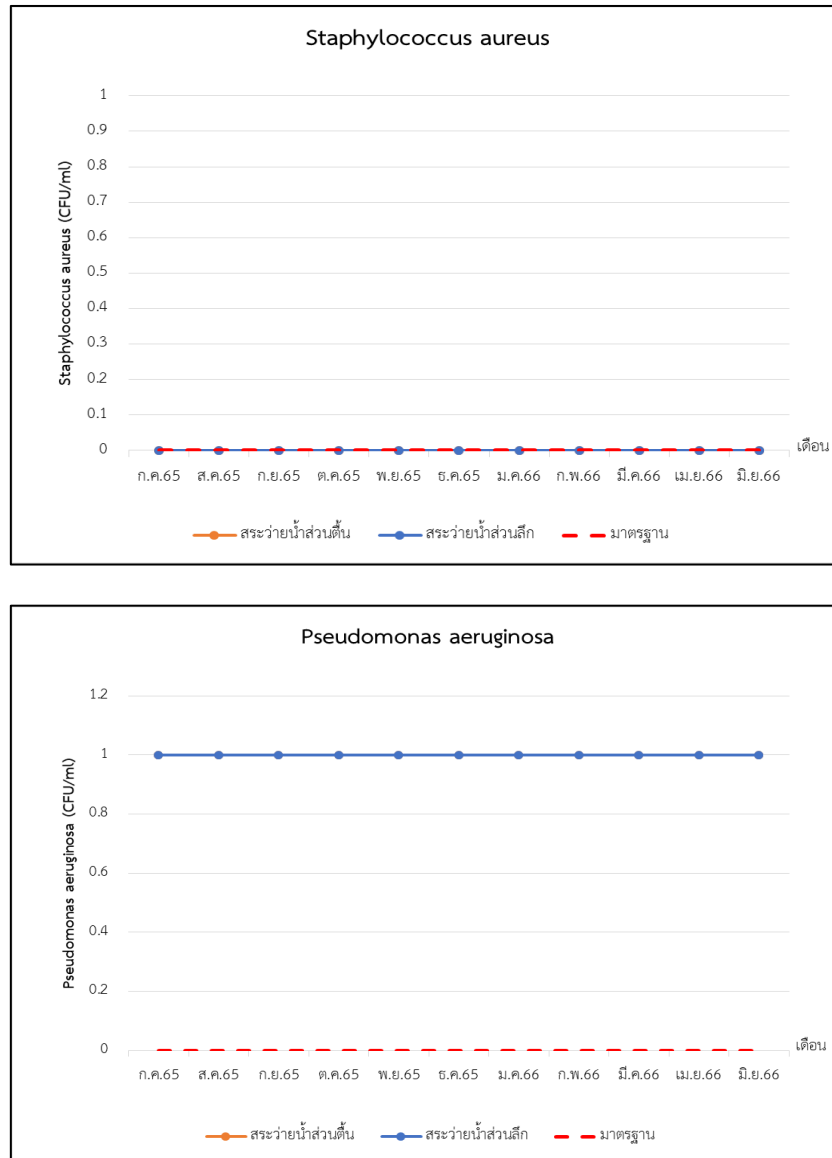 Staphylococcus aureus
Staphylococcus aureus (CFU/ml)
1
0.9
0.8
0.7
0.6
0.5
0.4
0.3
0.2
0.1
0
เดือน
ก.ค.65 ส.ค.65 ก.ย.65 ต.ค.65 พ.ย.65 ธ.ค.65 ม.ค.66 ก.พ.66 มี.ค.66 เม.ย.66 มิ.ย.66
สระว่ายน้ำส่วนตื้น สระว่ายน้ำส่วนลึก มาตรฐาน
Pseudomonas aeruginosa
Pseudomonas aeruginosa (CFU/ml)
1.2
1
0.8
0.6
0.4
0.2
0
เดือน
ก.ค.65 ส.ค.65 ก.ย.65 ต.ค.65 พ.ย.65 ธ.ค.65 ม.ค.66 ก.พ.66 มี.ค.66 เม.ย.66 มิ.ย.66
สระว่ายน้ำส่วนตื้น สระว่ายน้ำส่วนลึก มาตรฐาน